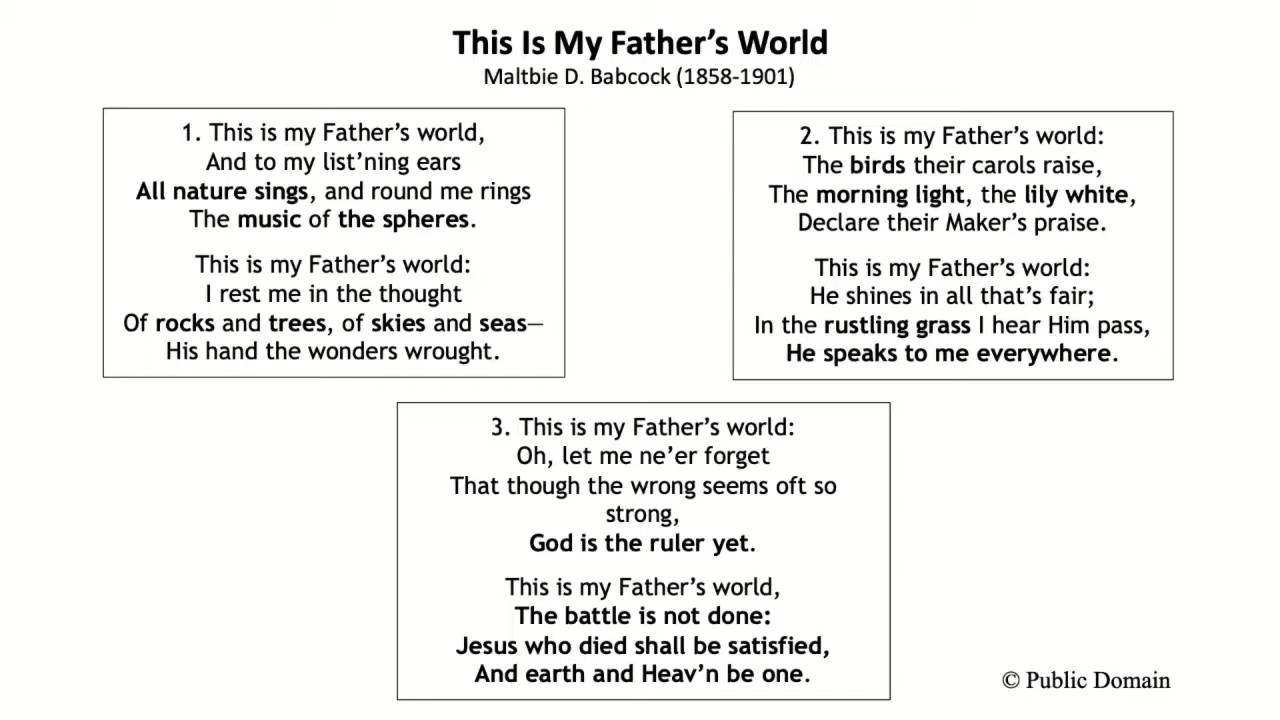 This Is My Father’s World
Maltbie D. Babcock (1858-1901)
1. This is my Father’s world,
And to my list’ning ears
All nature sings, and round me rings
The music of the spheres.
This is my Father’s world:
I rest me in the thought
Of rocks and trees, of skies and seas—
His hand the wonders wrought.
2. This is my Father’s world:
The birds their carols raise,
The morning light, the lily white,
Declare their Maker’s praise.
This is my Father’s world:
He shines in all that’s fair;
In the rustling grass I hear Him pass,
He speaks to me everywhere.
3. This is my Father’s world:
Oh, let me ne’er forget
That though the wrong seems oft so
strong,
God is the ruler yet.
This is my Father’s world,
The battle is not done:
Jesus who died shall be satisfied,
And earth and Heav’n be one.
© Public Domain